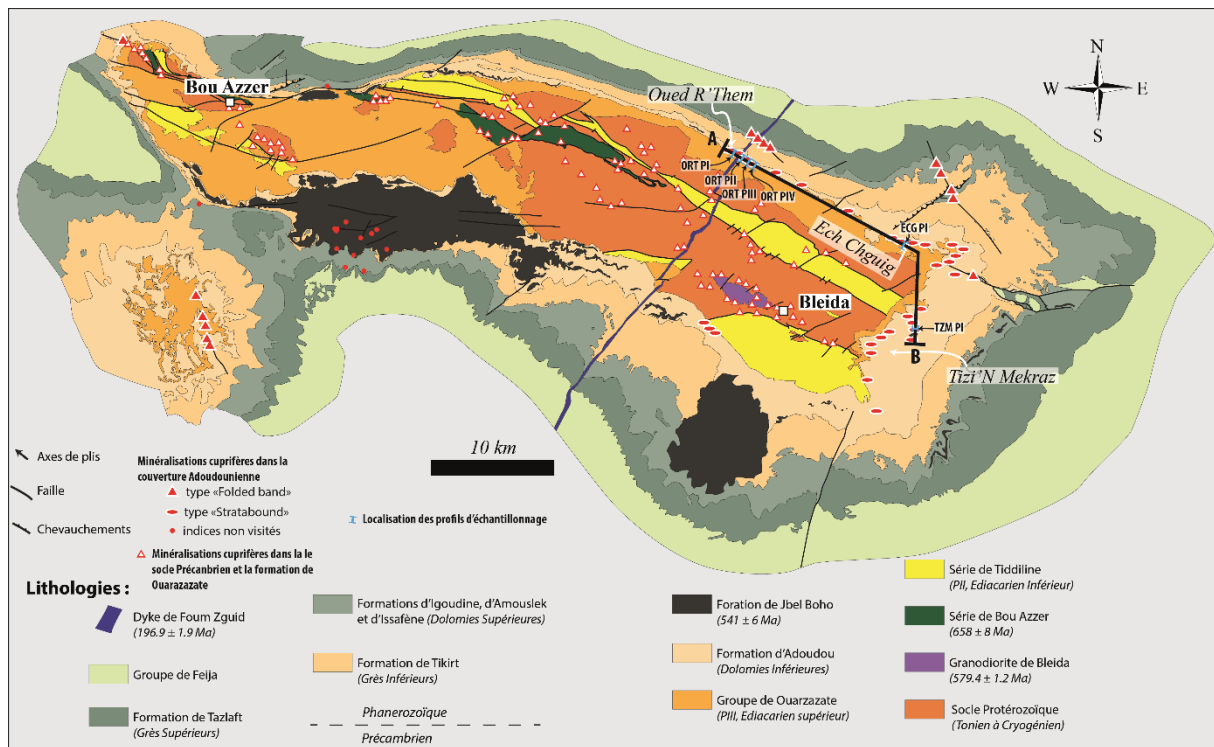 N
W
E
S
Bou Azzer
Oued R'Them
A
ORT PI
ORT PII
ORT PIII
ORT PIV
ECG PI
Ech Chguig
Bleida
TZM PI
B
Tizi'N Mekraz
10 km
Axes de plis
Faille
Chevauchements
Minéralisations cuprifères dans la
couverture Adoudounienne
type «Folded band»
type «Stratabound»
indices non visités
Minéralisations cuprifères dans la le
socle Précanbrien et la formation de
Ouarazazate
Localisation des profils d'échantillonnage
Lithologies :
Dyke de Foum Zguid
(196.9 ± 1.9 Ma)
Groupe de Feija
Formation de Tazlaft
(Grès Supérieurs)
Formations d'Igoudine, d'Amouslek
et d'Issafène (Dolomies Supérieures)
Formation de Tikirt
(Grès Inférieurs)
Phanerozoïque
Précambrien
Foration de Jbel Boho
(541 ± 6 Ma)
Formation d'Adoudou
(Dolomies Inférieures)
Groupe de Ouarzazate
(PIII, Ediacarien supérieur)
Série de Tiddiline
(PII, Ediacarien Inférieur)
Série de Bou Azzer
(658 ± 8 Ma)
Granodiorite de Bleida
(579.4 ± 1.2 Ma)
Socle Protérozoïque
(Tonien à Cryogénien)